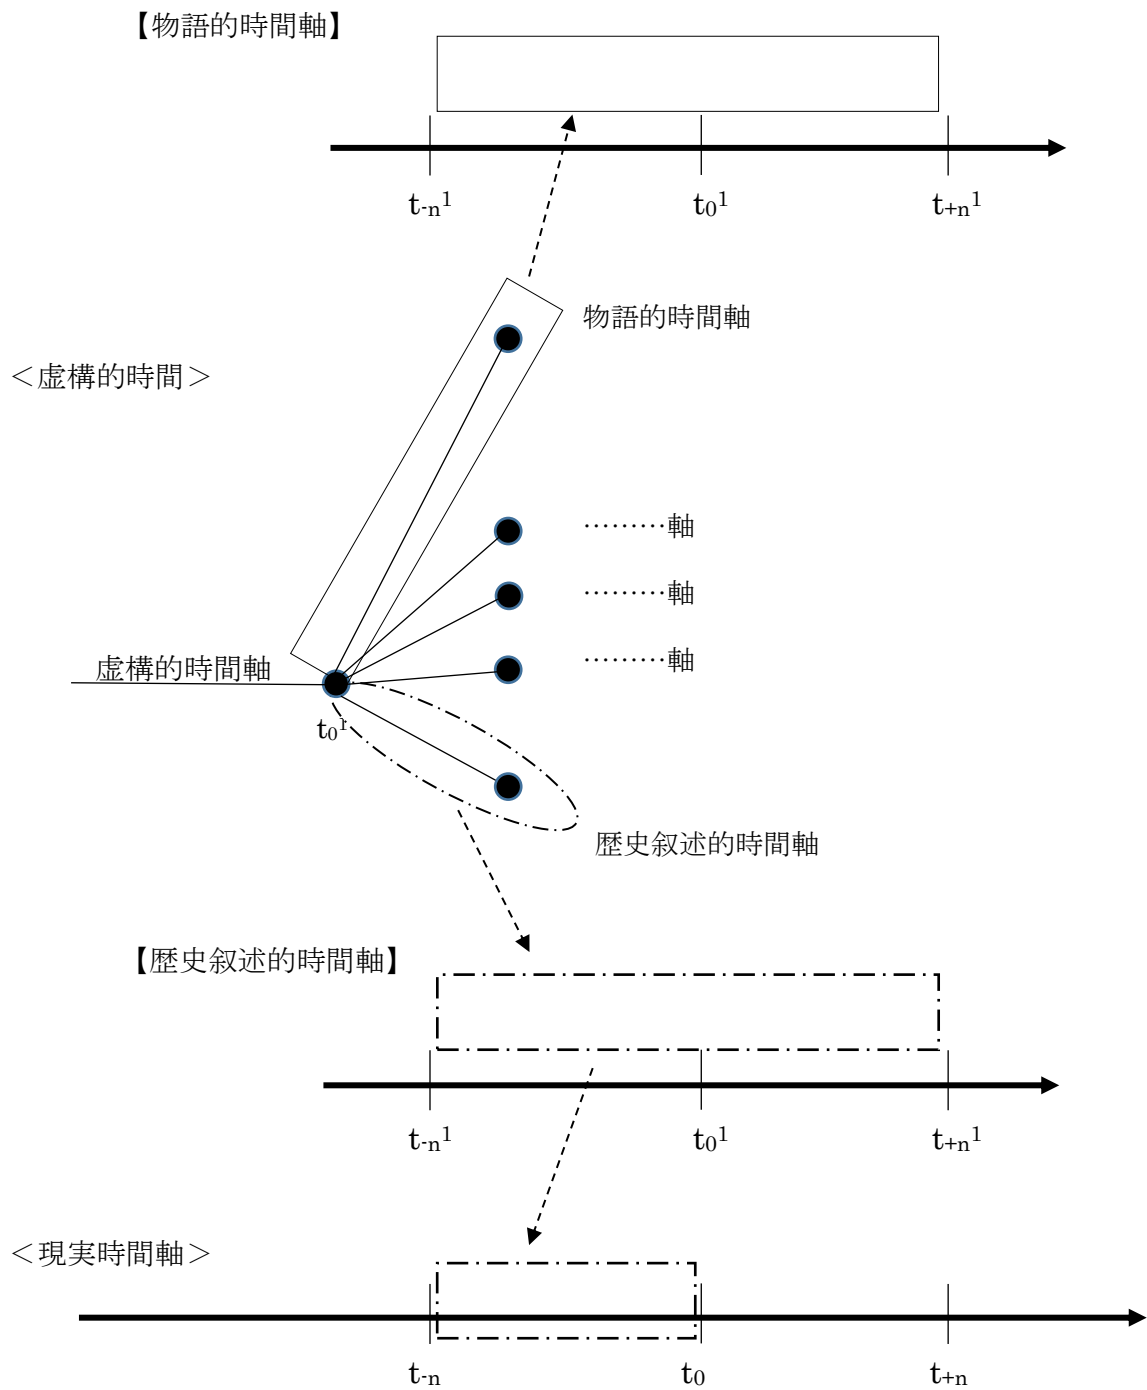 【物語的時間軸】
t-n1 t01 t+n1
物語的時間軸
＜虚構的時間＞
………軸
………軸
………軸
虚構的時間軸
t01
歴史叙述的時間軸
【歴史叙述的時間軸】
t-n1 t01 t+n1
＜現実時間軸＞
t-n t0 t+n